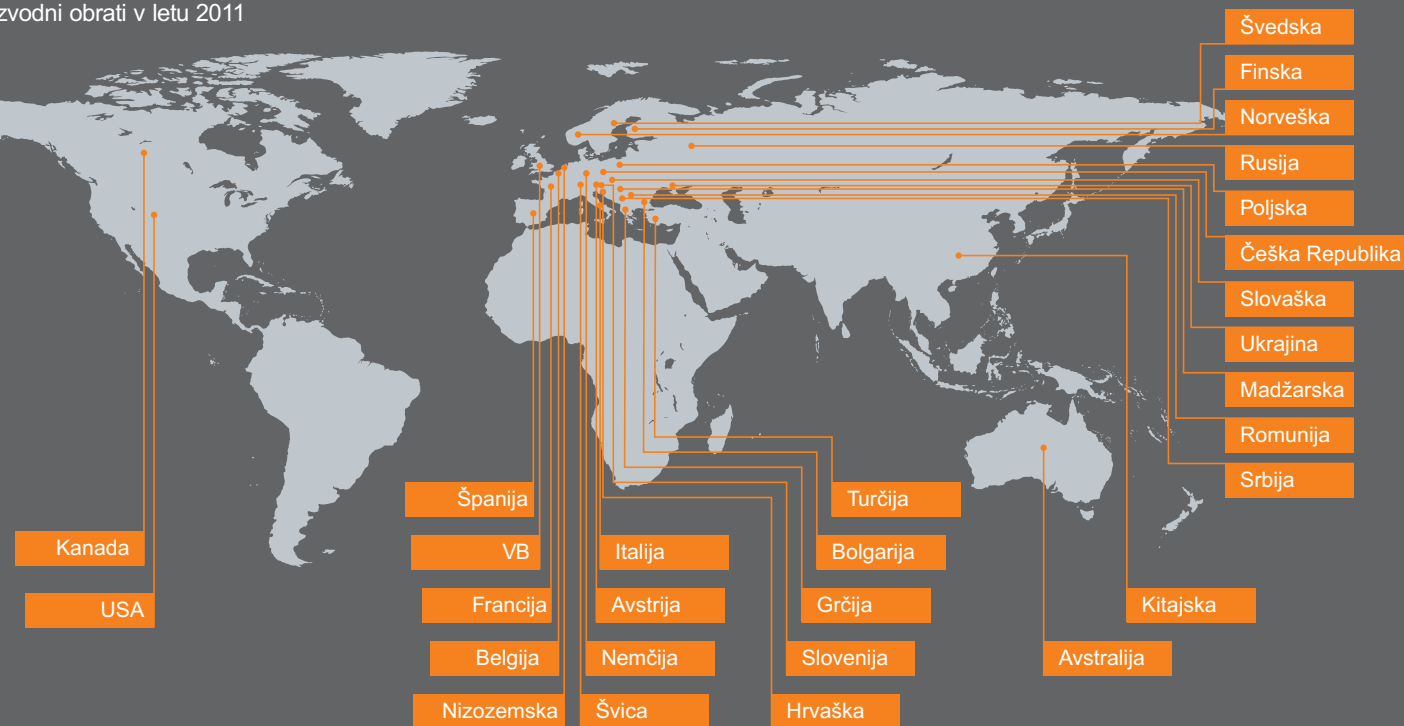 obrati v letu 2011
Švedska
Finska
Norveška
Rusija
Poljska
Češka Republika
Slovaška
Ukrajina
Madžarska
Romunija
Srbija
Španija
Turčija
Kanada
VB
Italija
Bolgarija
USA
Francija
Avstrija
Grčija
Kitajska
Belgija
Nemčija
Slovenija
Avstralija
Nizozemska
Švica
Hrvaška